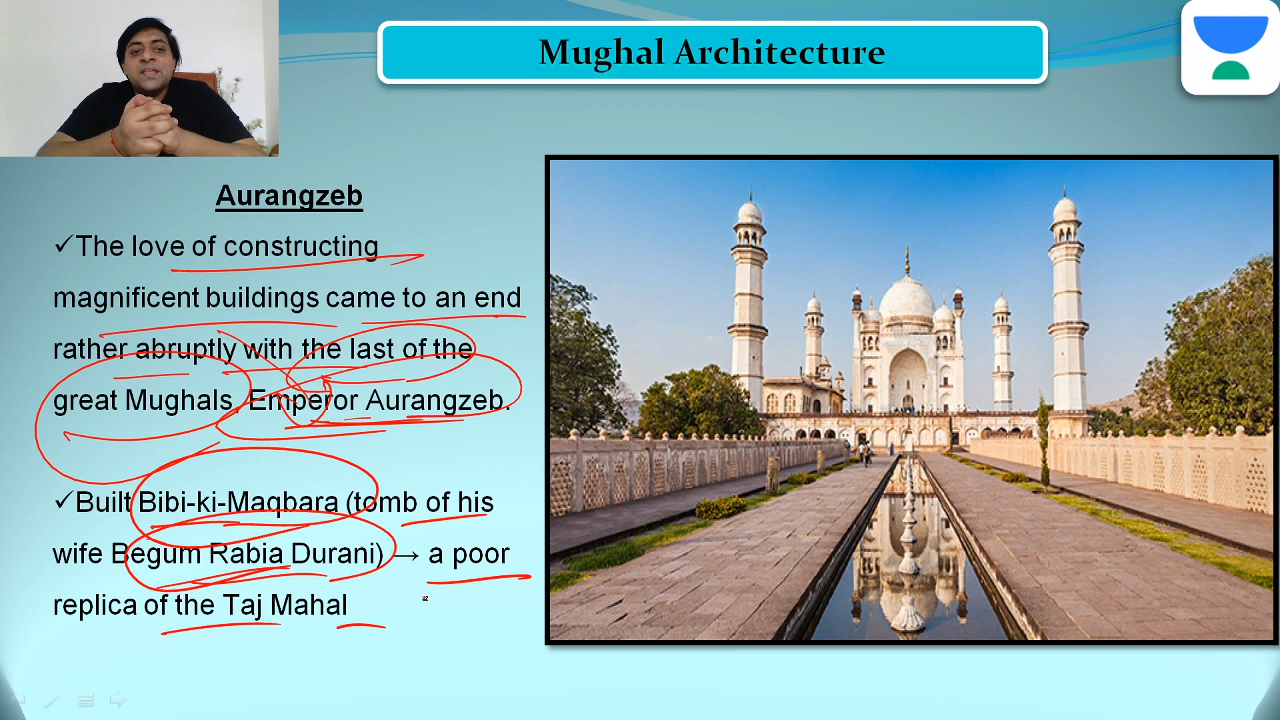 Mughal Architecture
Aurangzeb
✓The love of constructing
magnificent buildings came to an end
rather abruptly with the last of the
great Mughals, Emperor Aurangzeb.
✓Built Bibi-ki-Maqbara (tomb of his
wife Begum Rabia Durani) → a poor
replica of the Taj Mahal